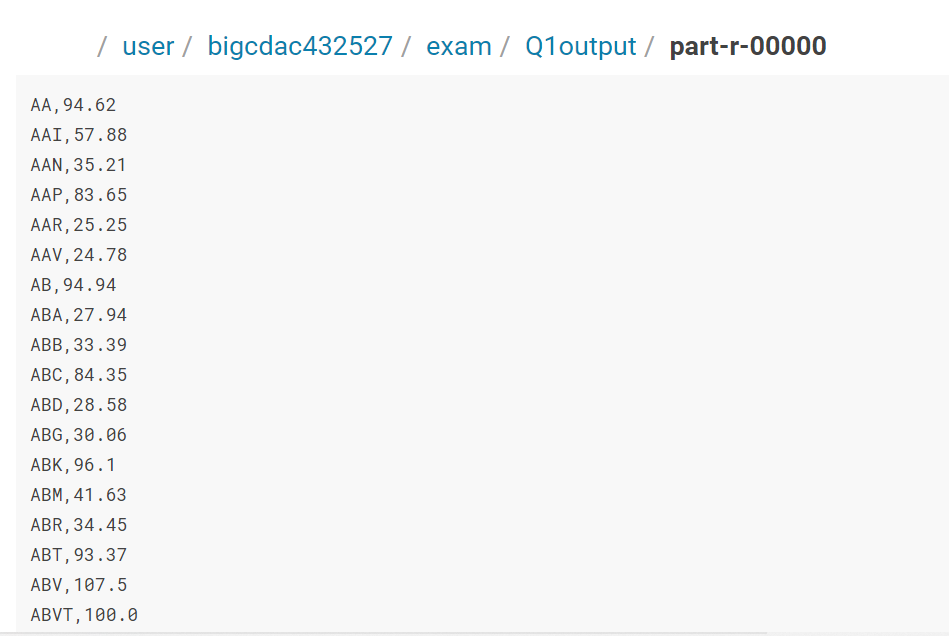 / user / bigcdac432527 / exam / Q1output / part-r-00000
AA,94.62
AAI,57.88
AAN,35.21
AAP,83.65
AAR,25.25
AAV,24.78
AB,94.94
ABA,27.94
ABB,33.39
ABC,84.35
ABD,28.58
ABG,30.06
ABK,96.1
ABM,41.63
ABR,34.45
ABT,93.37
ABV,107.5
ABVT,100.0